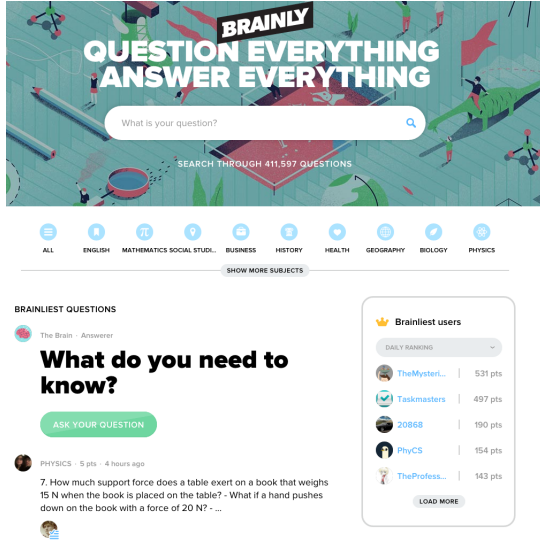 BRAINLY
QUESTION EVERYTHING
ANSWER EVERYTHING
What is your question?
SEARCH THROUGH 411,597 QUESTIONS
ALL
ENGLISH
MATHEMATICS
SOCIAL STUDI...
BUSINESS
HISTORY
HEALTH
GEOGRAPHY
BIOLOGY
PHYSICS
SHOW MORE SUBJECTS
BRAINLIEST QUESTIONS
The Brain · Answerer
What do you need to
know?
ASK YOUR QUESTION
PHYSICS · 5 pts · 4 hours ago
7. How much support force does a table exert on a book that weighs
15 N when the book is placed on the table? - What if a hand pushes
down on the book with a force of 20 N? - ...
Brainliest users
DAILY RANKING
TheMysteri... 531 pts
Taskmasters 497 pts
20868 190 pts
PhyCS 154 pts
TheProfess... 143 pts
LOAD MORE